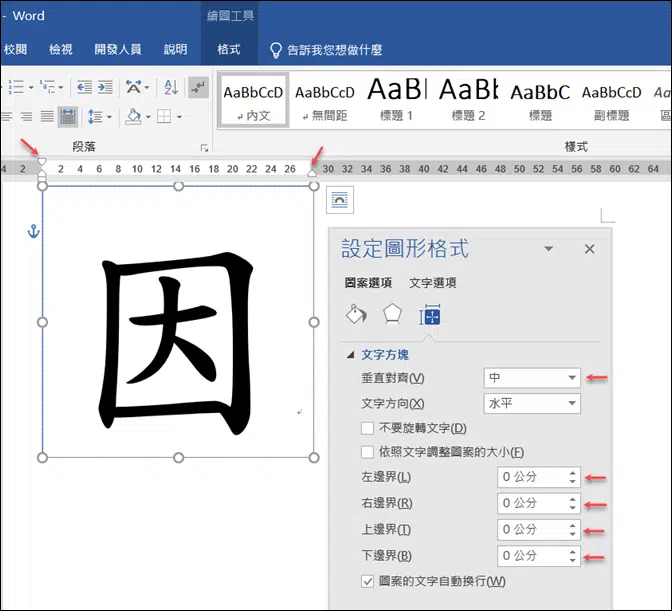 - Word
繪圖工具
校閱 檢視 開發人員 說明 格式 告訴我您想做什麼
AaBbCcD AaBbCcD AaBl AaBb AaBbC AaBbCcD
↲內文 ↲無間距 標題 1 標題 2 標題 副標題
段落 樣式
4 2 2 4 6 8 10 12 14 16 18 20 22 24 26 30 32 34 36 38 40 42 44 46 48 50 52 54 56 58 60 62 64
因
設定圖形格式
圖案選項 文字選項
文字方塊
垂直對齊(V) 中
文字方向(X) 水平
不要旋轉文字(D)
依照文字調整圖案的大小(F)
左邊界(L) 0 公分
右邊界(R) 0 公分
上邊界(T) 0 公分
下邊界(B) 0 公分
圖案的文字自動換行(W)